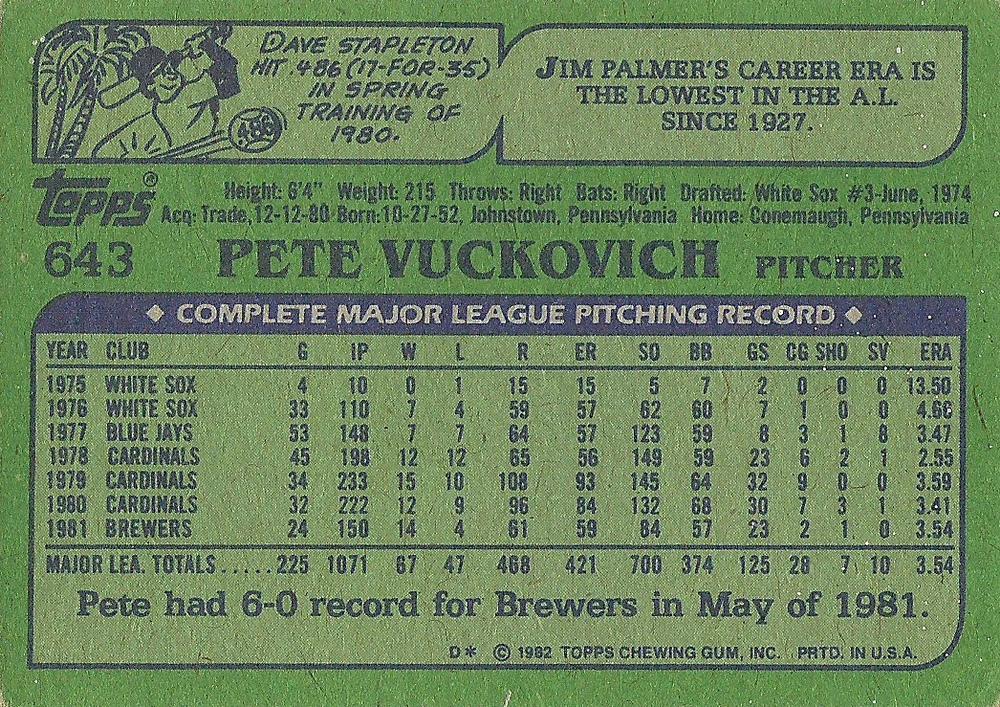 DAVE STAPLETON
HIT .486 (17-FOR-35)
IN SPRING
TRAINING OF
1980.
.486
JIM PALMER'S CAREER ERA IS
THE LOWEST IN THE A.L.
SINCE 1927.
Topps®
Height: 6'4" Weight: 215 Throws: Right Bats: Right Drafted: White Sox #3-June, 1974
Acq: Trade, 12-12-80 Born: 10-27-52, Johnstown, Pennsylvania Home: Conemaugh, Pennsylvania
643 PETE VUCKOVICH PITCHER
◆ COMPLETE MAJOR LEAGUE PITCHING RECORD ◆
YEAR CLUB G IP W L R ER SO BB GS CG SHO SV ERA
1975 WHITE SOX 4 10 0 1 15 15 5 7 2 0 0 0 13.50
1976 WHITE SOX 33 110 7 4 59 57 62 60 7 1 0 0 4.66
1977 BLUE JAYS 53 148 7 7 64 57 123 59 8 3 1 8 3.47
1978 CARDINALS 45 198 12 12 65 56 149 59 23 6 2 1 2.55
1979 CARDINALS 34 233 15 10 108 93 145 64 32 9 0 0 3.59
1980 CARDINALS 32 222 12 9 96 84 132 68 30 7 3 1 3.41
1981 BREWERS 24 150 14 4 61 59 84 57 23 2 1 0 3.54
MAJOR LEA. TOTALS.....225 1071 67 47 468 421 700 374 125 28 7 10 3.54
Pete had 6-0 record for Brewers in May of 1981.
D* © 1982 TOPPS CHEWING GUM, INC. PRTD. IN U.S.A.